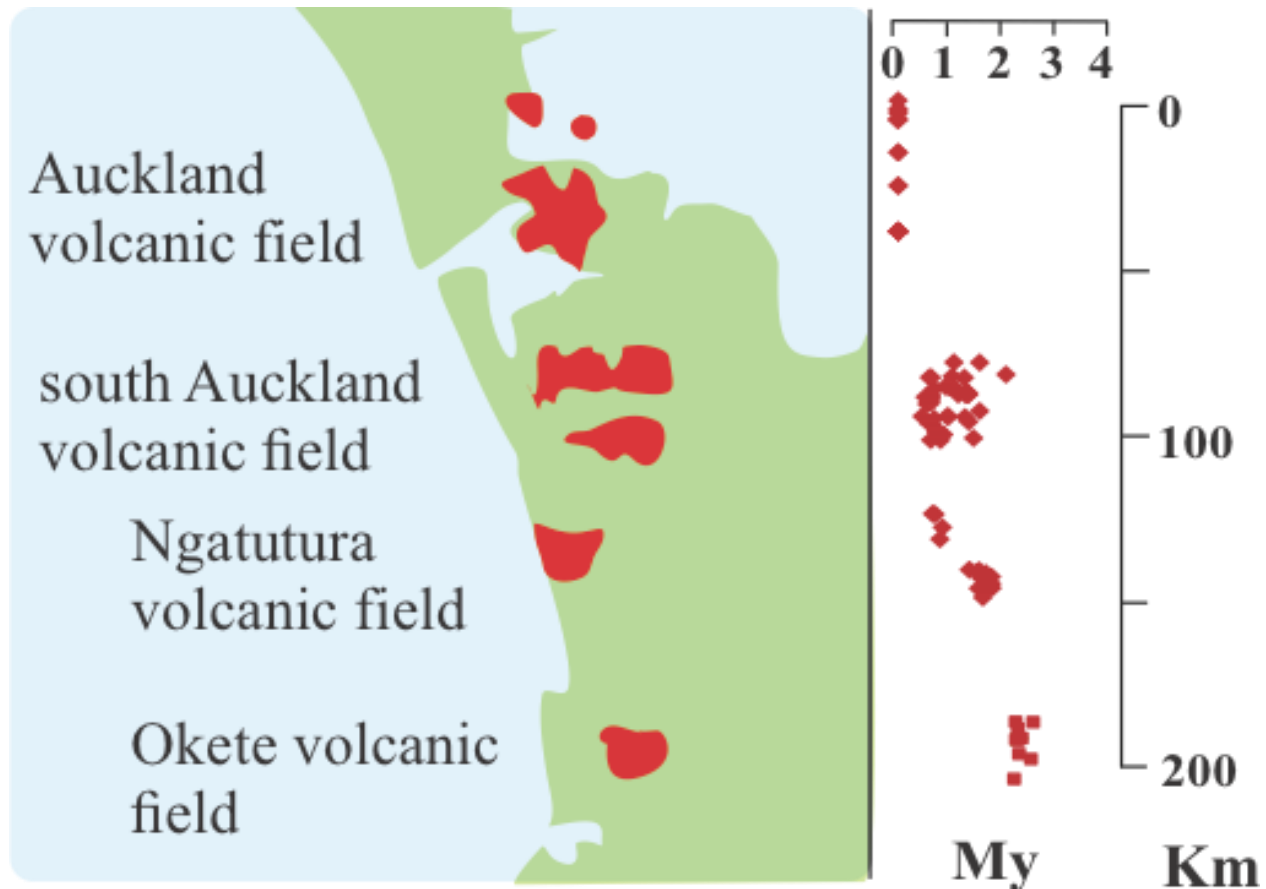 0 1 2 3 4
0
Auckland
volcanic field
south Auckland
volcanic field
100
Ngatutura
volcanic field
Okete volcanic
field
200
My
Km